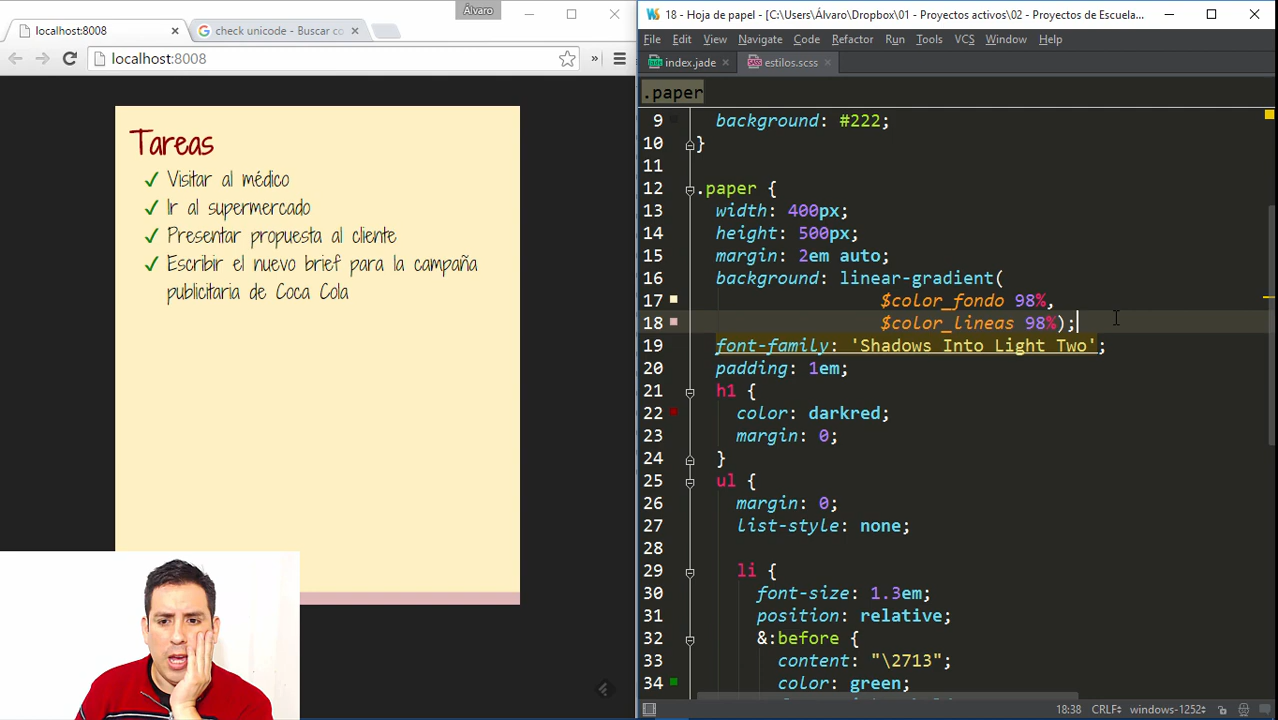 Álvaro
localhost:8008
check unicode - Buscar co
localhost:8008
»
Tareas
✓ Visitar al médico
✓ Ir al supermercado
✓ Presentar propuesta al cliente
✓ Escribir el nuevo brief para la campaña
publicitaria de Coca Cola
18 - Hoja de papel - [C:\Users\Álvaro\Dropbox\01 - Proyectos activos\02 - Proyectos de Escuela...
File Edit View Navigate Code Refactor Run Tools VCS Window Help
index.jade estilos.scss
.paper
9 background: #222;
10 }
11
12 .paper {
13 width: 400px;
14 height: 500px;
15 margin: 2em auto;
16 background: linear-gradient(
17 $color_fondo 98%,
18 $color_lineas 98%);
19 font-family: 'Shadows Into Light Two';
20 padding: 1em;
21 h1 {
22 color: darkred;
23 margin: 0;
24 }
25 ul {
26 margin: 0;
27 list-style: none;
28
29 li {
30 font-size: 1.3em;
31 position: relative;
32 &:before {
33 content: "\2713";
34 color: green;
18:38 CRLF÷ windows-1252÷